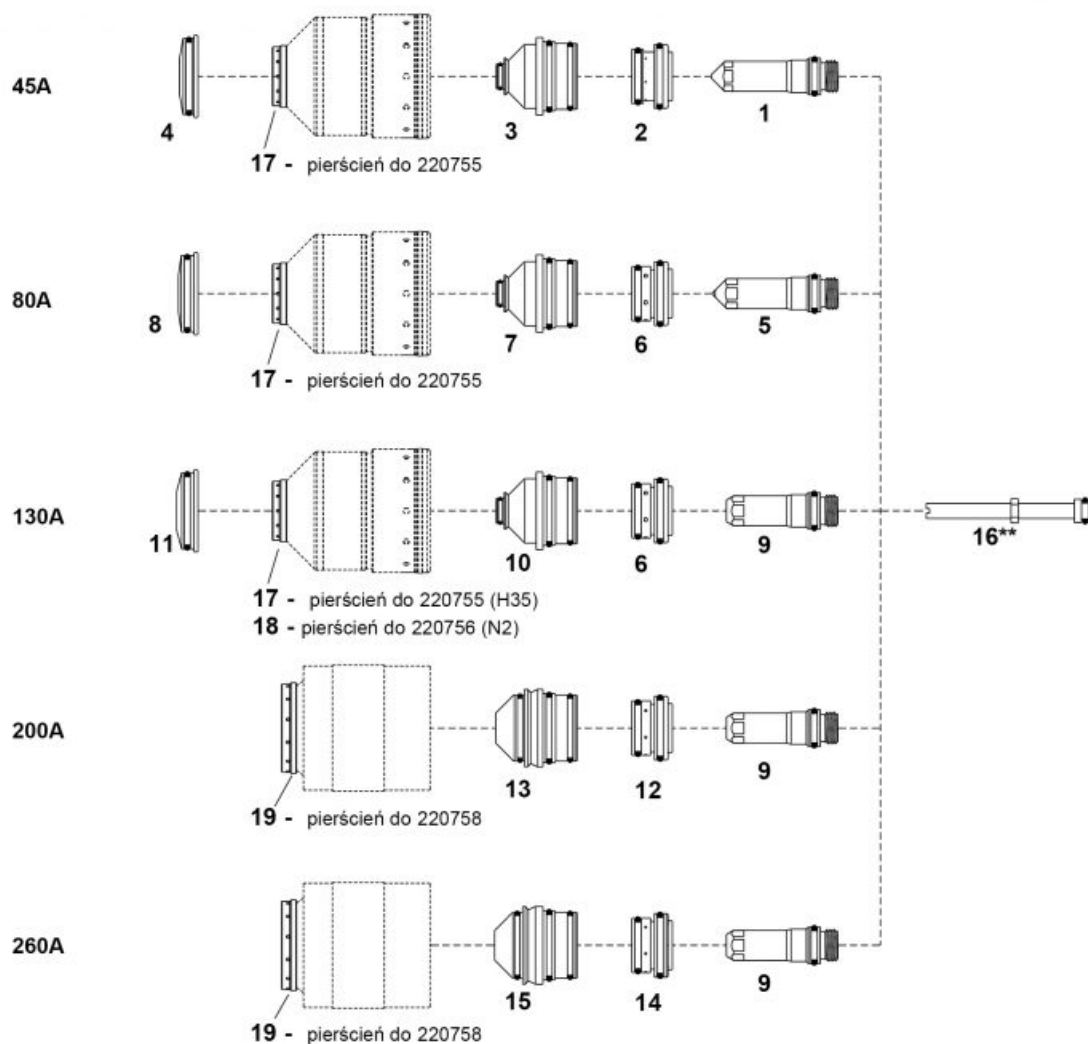 45A
4
3
2
1
17 - pierścień do 220755
80A
8
7
6
5
17 - pierścień do 220755
130A
11
10
6
9
16**
17 - pierścień do 220755 (H35)
18 - pierścień do 220756 (N2)
200A
13
12
9
19 - pierścień do 220758
260A
15
14
9
19 - pierścień do 220758